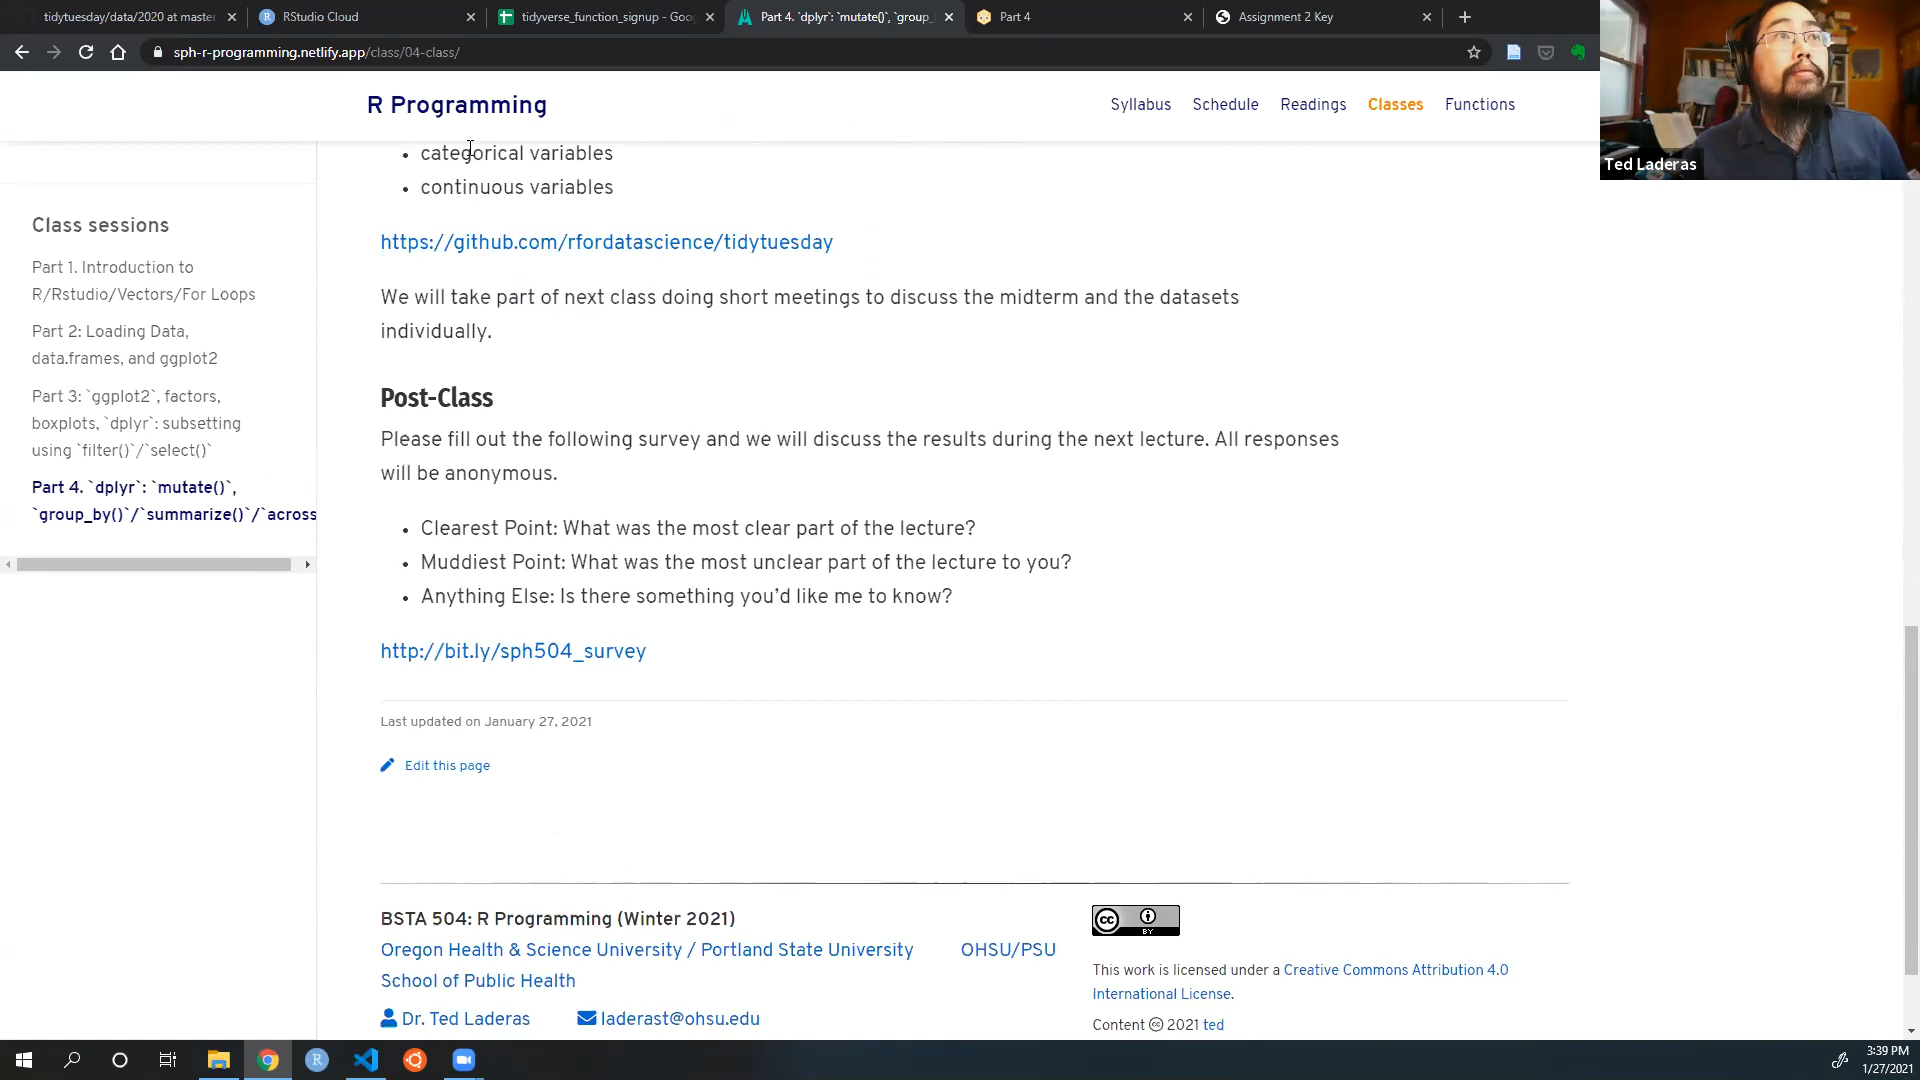 tidytuesday/data/2020 at master
RStudio Cloud
tidyverse_function_signup - Goo
Part 4. `dplyr`: `mutate()`, `group_
Part 4
Assignment 2 Key
sph-r-programming.netlify.app/class/04-class/
R Programming
Syllabus
Schedule
Readings
Classes
Functions
Ted Laderas
Class sessions
Part 1. Introduction to
R/Rstudio/Vectors/For Loops
Part 2: Loading Data,
data.frames, and ggplot2
Part 3: `ggplot2`, factors,
boxplots, `dplyr`: subsetting
using `filter()`/`select()`
Part 4. `dplyr`: `mutate()`,
`group_by()`/`summarize()`/`across
categorical variables
continuous variables
https://github.com/rfordatascience/tidytuesday
We will take part of next class doing short meetings to discuss the midterm and the datasets
individually.
Post-Class
Please fill out the following survey and we will discuss the results during the next lecture. All responses
will be anonymous.
Clearest Point: What was the most clear part of the lecture?
Muddiest Point: What was the most unclear part of the lecture to you?
Anything Else: Is there something you’d like me to know?
http://bit.ly/sph504_survey
Last updated on January 27, 2021
Edit this page
BSTA 504: R Programming (Winter 2021)
Oregon Health & Science University / Portland State University
OHSU/PSU
School of Public Health
Dr. Ted Laderas
laderast@ohsu.edu
cc
BY
This work is licensed under a Creative Commons Attribution 4.0
International License.
Content cc 2021 ted
3:39 PM
1/27/2021